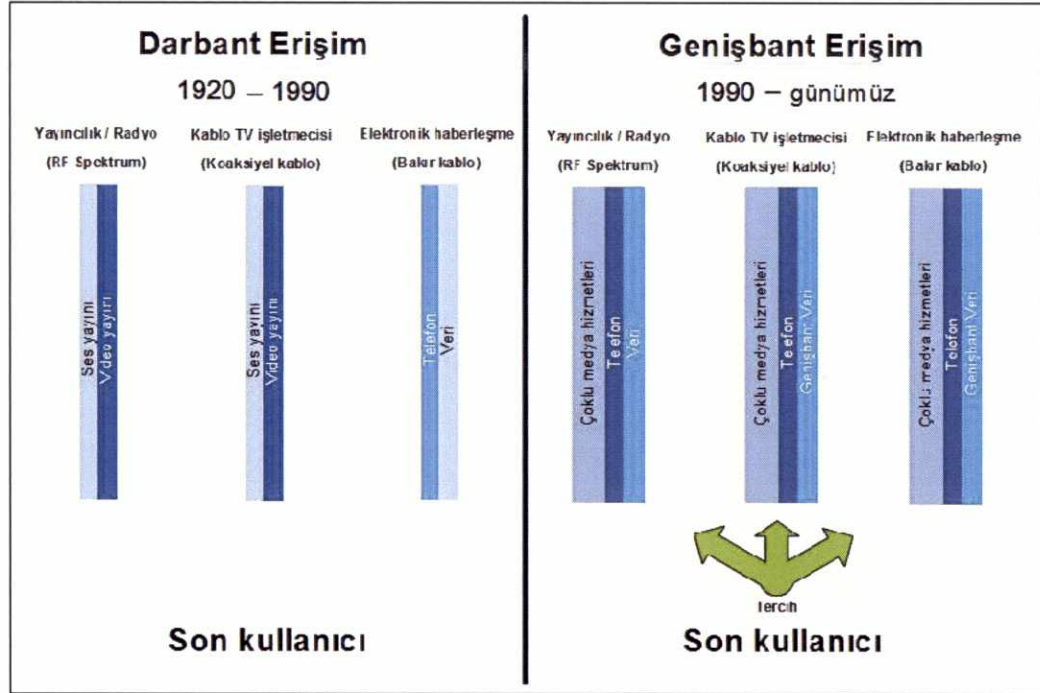 Darbant Erişim
1920 – 1990
Yayıncılık / Radyo
(RF Spektrum)
Kablo TV işletmecisi
(Koaksiyel kablo)
Elektronik haberleşme
(Bakır kablo)
Ses yayını
Video yayını
Ses yayını
Video yayını
Telefon
Veri
Son kullanıcı
Genişbant Erişim
1990 – günümüz
Yayıncılık / Radyo
(RF Spektrum)
Kablo TV işletmecisi
(Koaksiyel kablo)
Elektronik haberleşme
(Bakır kablo)
Çoklu medya hizmetleri
Telefon
Veri
Çoklu medya hizmetleri
Telefon
Genişbant Veri
Çoklu medya hizmetleri
Telefon
Genişbant Veri
Tercih
Son kullanıcı